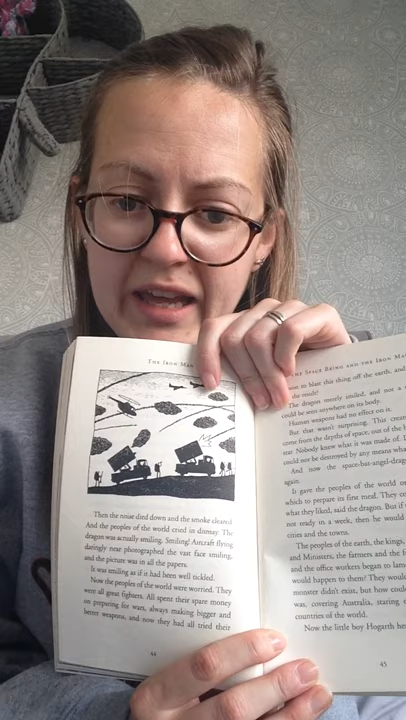 THE IRON MAN
Then the noise died down and the smoke cleared.
And the peoples of the world cried in dismay. The
dragon was actually smiling. Smiling! Aircraft flying
daringly near photographed the vast face smiling,
and the picture was in all the papers.
It was smiling as if it had been well tickled.
Now the peoples of the world were worried. They
were all great fighters. All spent their spare money
on preparing for wars, always making bigger and
better weapons, and now they had all tried their
44
THE SPACE BEING AND THE IRON MAN
to blast this thing off the earth, and
she could!
The dragon merely smiled, and not a
could be seen anywhere on its body.
Human weapons had no effect on it.
But that wasn't surprising. This
come from the depths of space, out of the
star. Nobody knew what it was made of.
could not be destroyed by any means
And now the space-bat-angel-
again.
It gave the peoples of the world
which to prepare its first meal. They
what they liked, said the dragon. But if
not ready in a week, then he would
cities and the towns.
The peoples of the earth, the kings,
and Ministers, the farmers and the
and the office workers began to
would happen to them? They would
monster didn't exist, but how
was, covering Australia, staring
countries of the world.
Now the little boy Hogarth
45